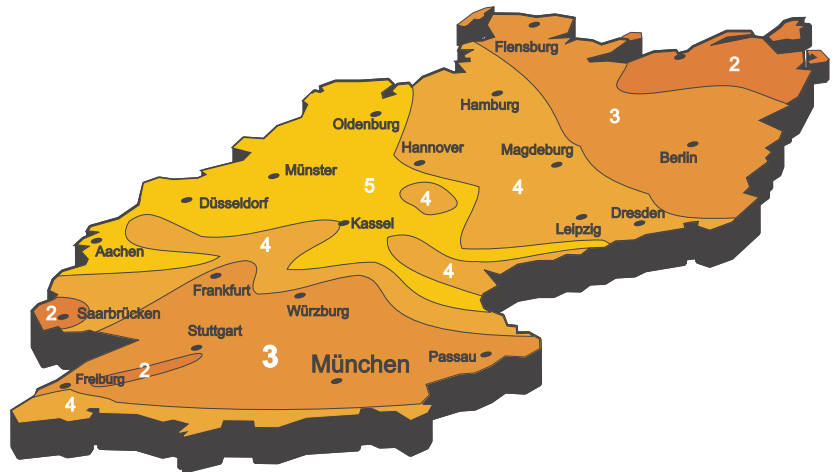 Flensburg
2
Hamburg
3
Oldenburg
Hannover
Magdeburg
Berlin
Münster
5
4
4
Düsseldorf
Kassel
Leipzig
Dresden
Aachen
4
4
Frankfurt
Würzburg
2
Saarbrücken
Stuttgart
3
München
Passau
2
Freiburg
4